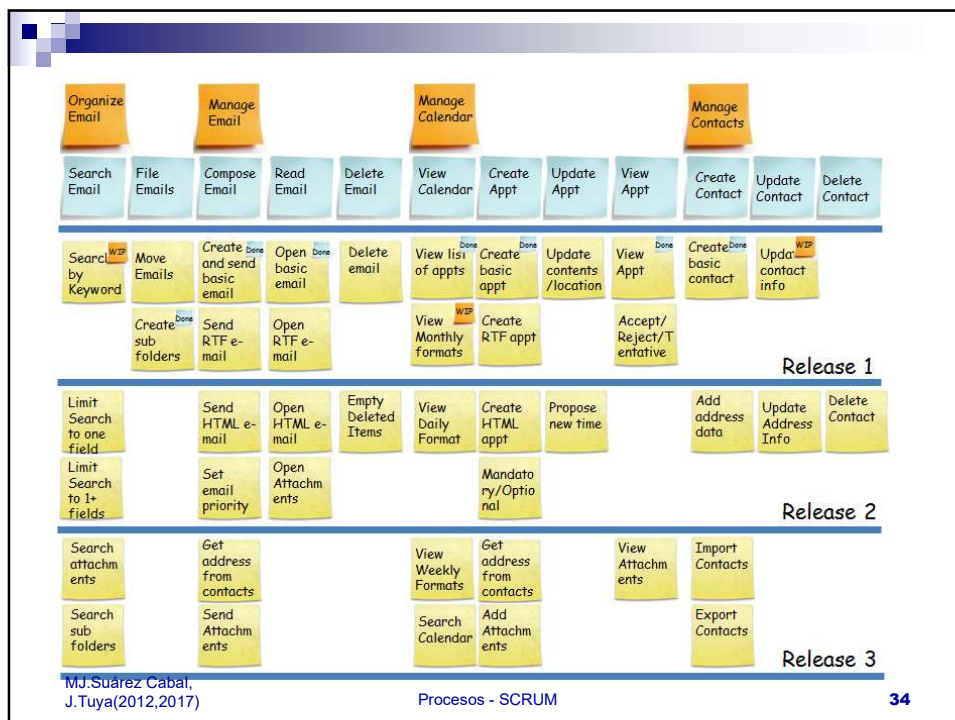 Organize
Email
Manage
Email
Manage
Calendar
Manage
Contacts
Search
Email
File
Emails
Compose
Email
Read
Email
Delete
Email
View
Calendar
Create
Appt
Update
Appt
View
Appt
Create
Contact
Update
Contact
Delete
Contact
Search WIP
by
Keyword
Move
Emails
Create Done
and send
basic
email
Open Done
basic
email
Delete
email
Done
View list
of appts
Done
Create
basic
appt
Update
contents
/location
Done
View
Appt
Create Done
basic
contact
WIP
contact
info
Create Done
sub
folders
Send
RTF e-
mail
Open
RTF e-
mail
View WIP
Monthly
formats
Create
RTF appt
Accept/
Reject/T
entative
Release 1
Limit
Search
to one
field
Send
HTML e-
mail
Open
HTML e-
mail
Empty
Deleted
Items
View
Daily
Format
Create
HTML
appt
Propose
new time
Add
address
data
Update
Address
Info
Delete
Contact
Limit
Search
to 1+
fields
Set
email
priority
Open
Attachm
ents
Mandato
ry/Optio
nal
Release 2
Search
attachm
ents
Get
address
from
contacts
View
Weekly
Formats
Get
address
from
contacts
View
Attachm
ents
Import
Contacts
Search
sub
folders
Send
Attachm
ents
Search
Calendar
Add
Attachm
ents
Export
Contacts
Release 3
MJ.Suárez Cabal,
J.Tuya(2012,2017)
Procesos - SCRUM
34